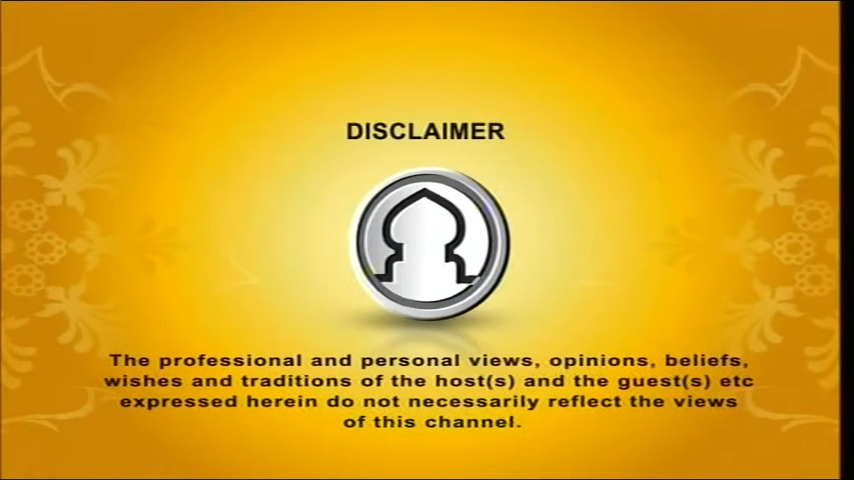 DISCLAIMER
The professional and personal views, opinions, beliefs,
wishes and traditions of the host(s) and the guest(s) etc
expressed herein do not necessarily reflect the views
of this channel.